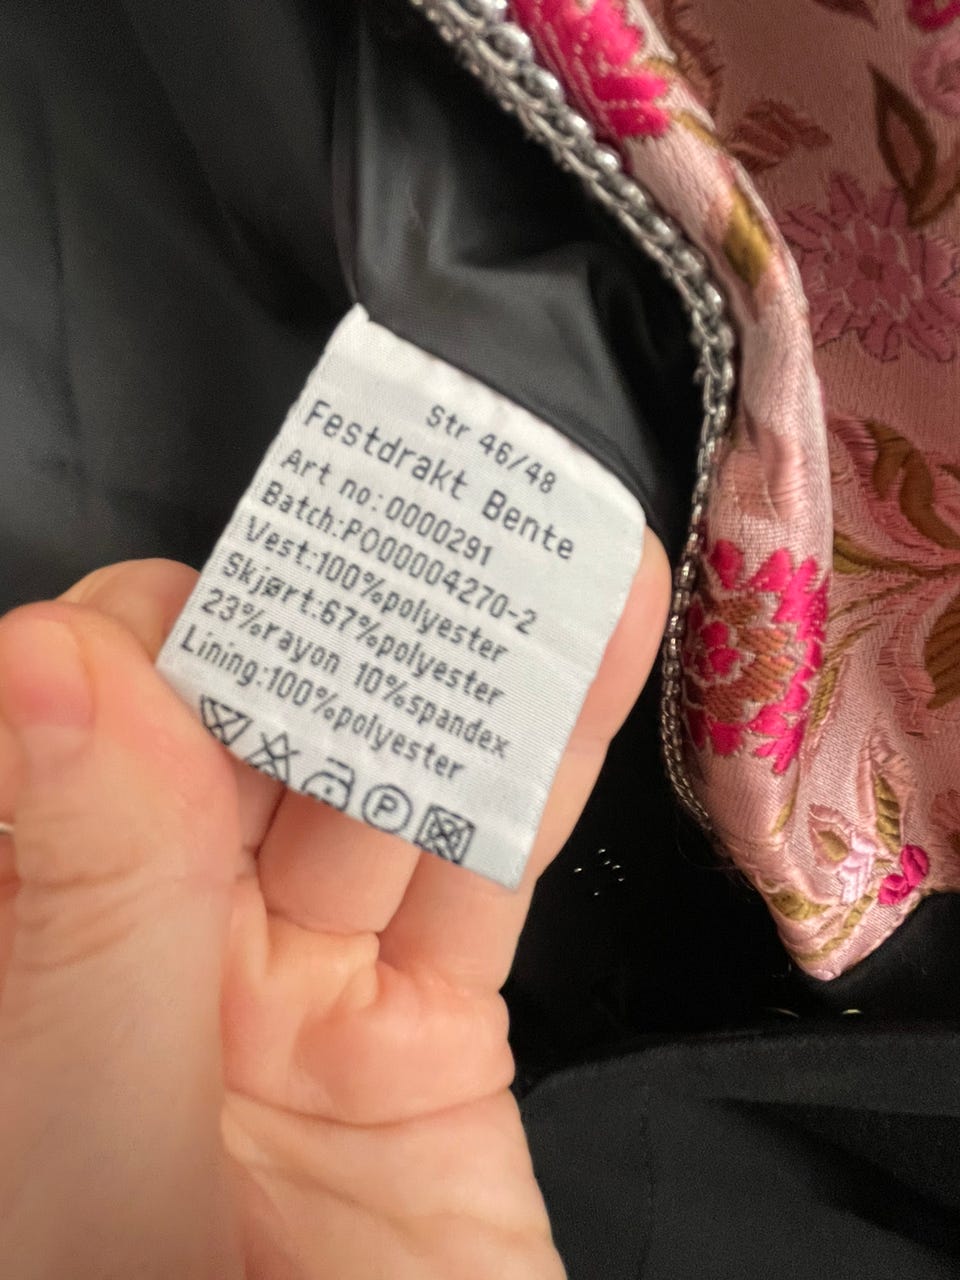 Str 46/48
Festdrakt Bente
Art no:0000291
Batch:PO00004270-2
Vest:100%polyester
Skjørt:67%polyester
23%rayon 10%spandex
Lining:100%polyester
P